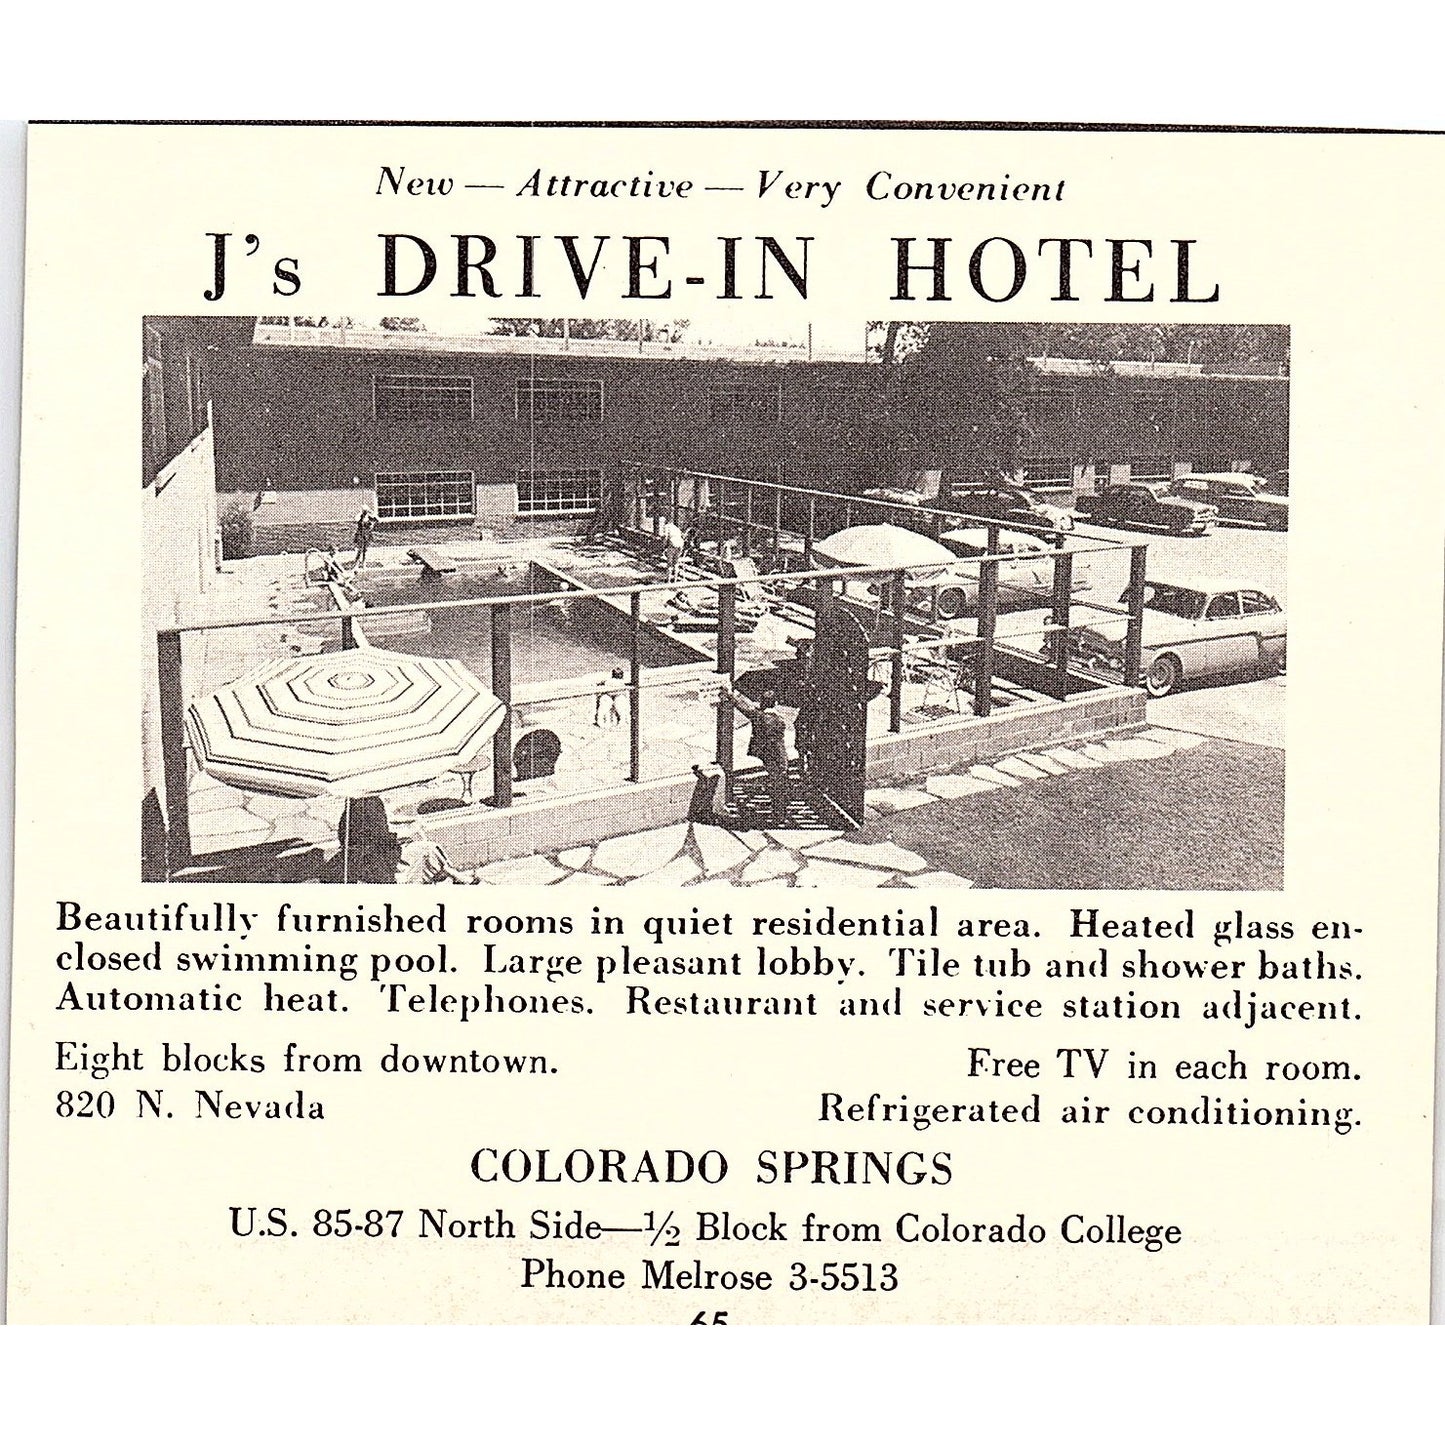 New — Attractive — Very Convenient
J's DRIVE-IN HOTEL
Beautifully furnished rooms in quiet residential area. Heated glass en-
closed swimming pool. Large pleasant lobby. Tile tub and shower baths.
Automatic heat. Telephones. Restaurant and service station adjacent.
Eight blocks from downtown. Free TV in each room.
820 N. Nevada Refrigerated air conditioning.
COLORADO SPRINGS
U.S. 85-87 North Side—½ Block from Colorado College
Phone Melrose 3-5513
65